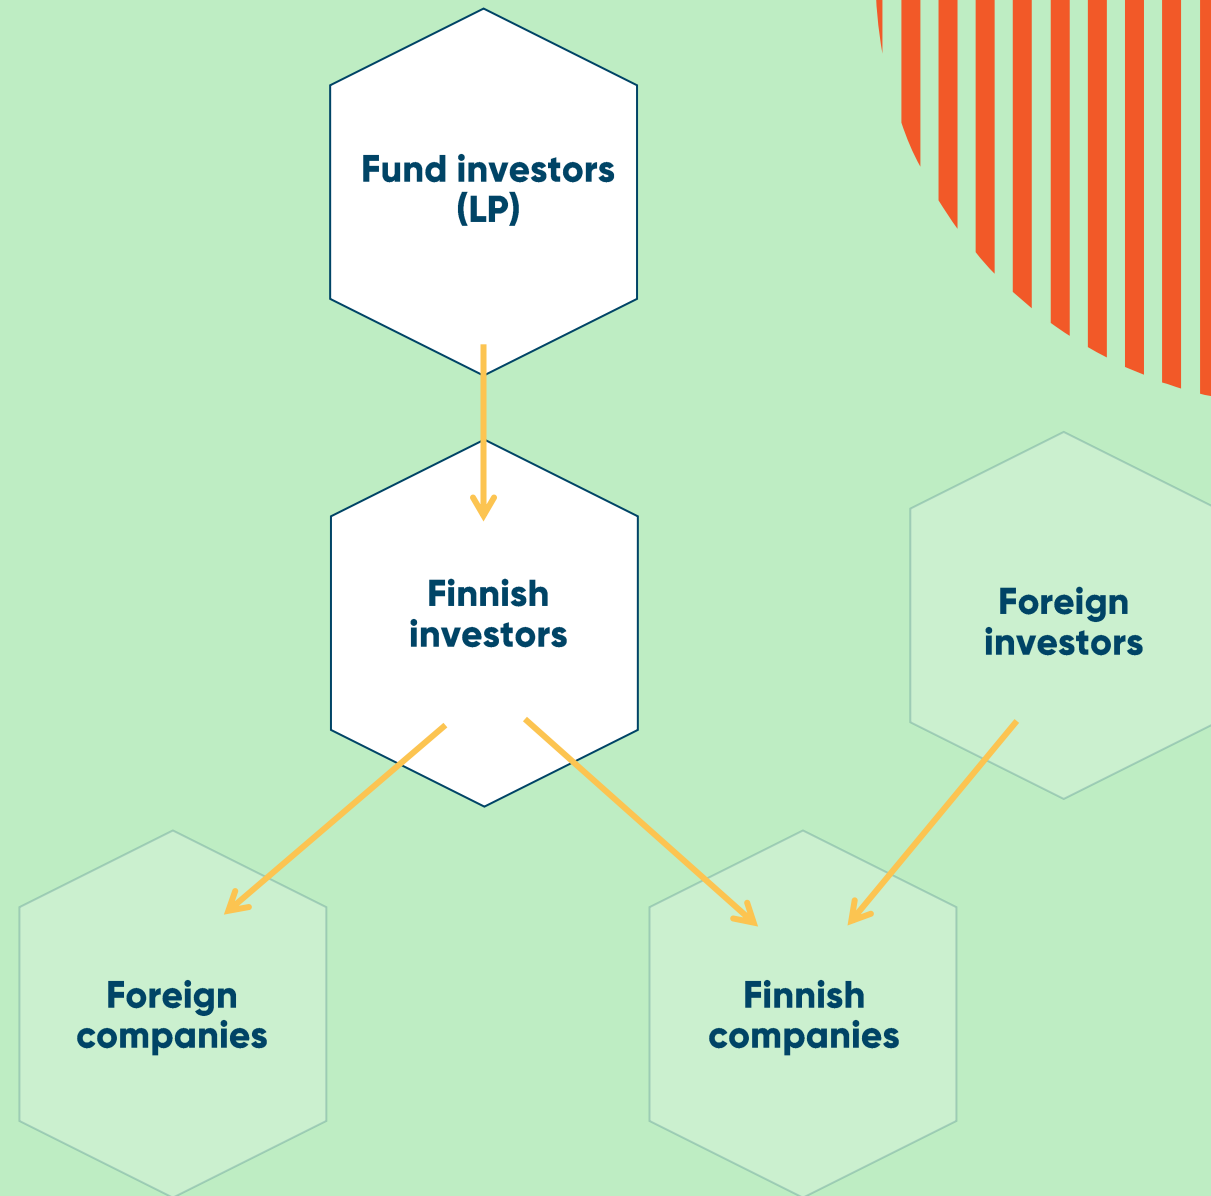 Fund investors
(LP)
Finnish
investors
Foreign
investors
Foreign
companies
Finnish
companies